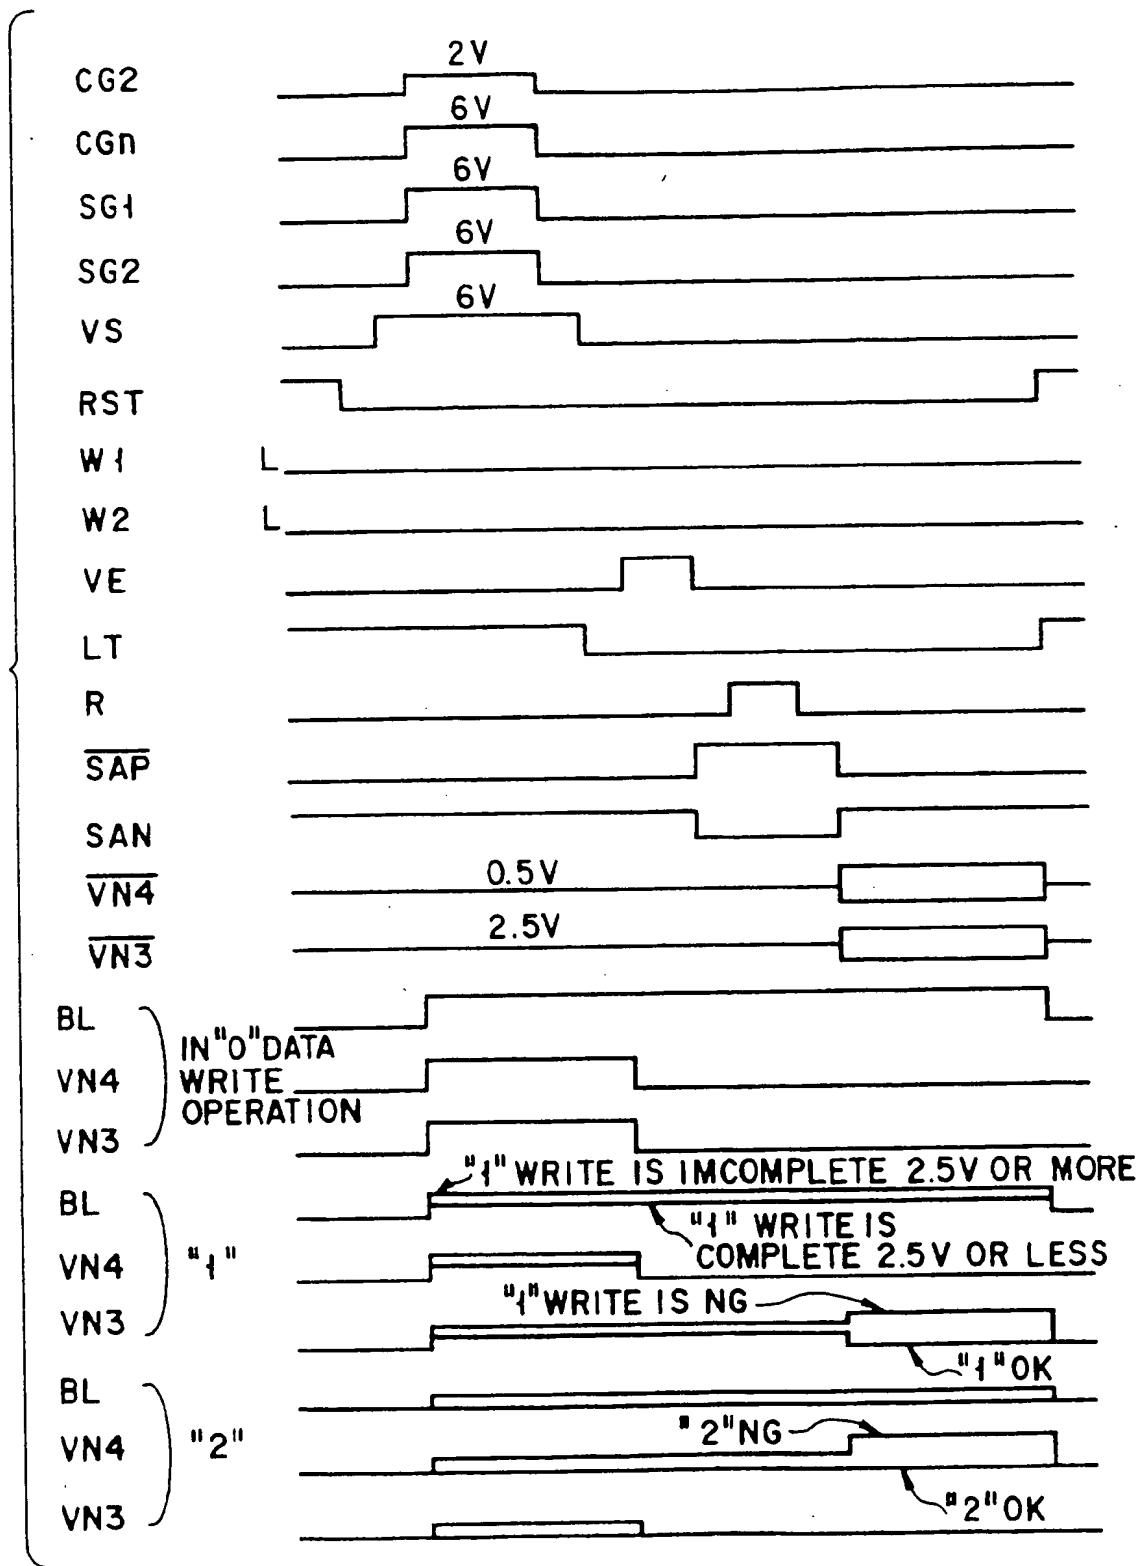 2V
CG2
6V
CGn
6V
SG1
6V
SG2
6V
VS
RST
W1 L
W2 L
VE
LT
R
SAP
SAN
VN4 0.5V
VN3 2.5V
BL
IN "0" DATA
VN4 WRITE
OPERATION
VN3
"1" WRITE IS IMCOMPLETE 2.5V OR MORE
BL
"1" WRITE IS
COMPLETE 2.5V OR LESS
VN4 "1"
"1" WRITE IS NG
VN3
"1" OK
BL
"2" NG
VN4 "2"
"2" OK
VN3